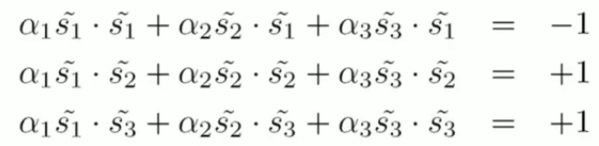 α₁s̃₁ · s̃₁ + α₂s̃₂ · s̃₁ + α₃s̃₃ · s̃₁ = −1
α₁s̃₁ · s̃₂ + α₂s̃₂ · s̃₂ + α₃s̃₃ · s̃₂ = +1
α₁s̃₁ · s̃₃ + α₂s̃₂ · s̃₃ + α₃s̃₃ · s̃₃ = +1